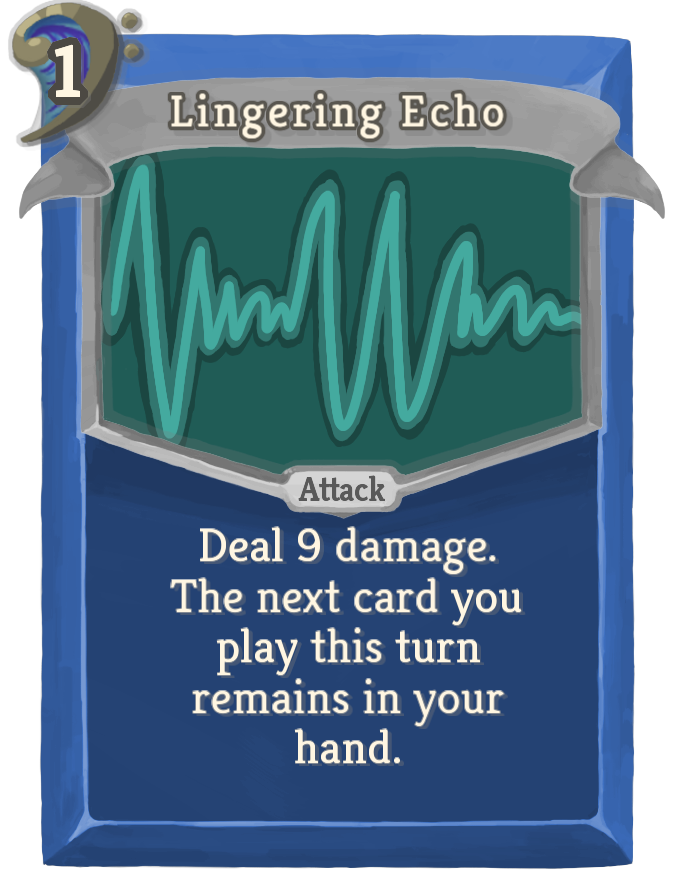 1
Lingering Echo
Attack
Deal 9 damage.
The next card you
play this turn
remains in your
hand.